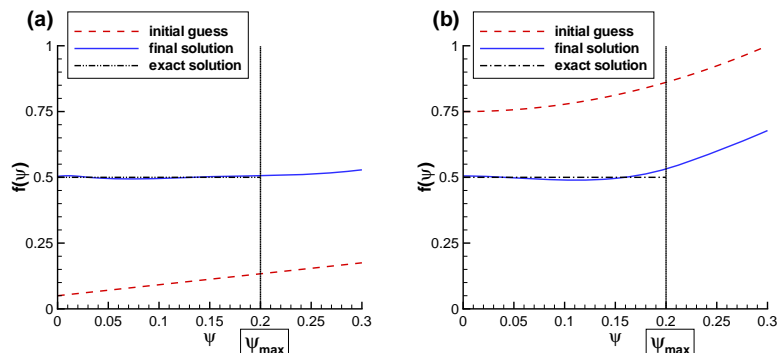 (a)
initial guess
final solution
exact solution
f(ψ)
1
0.75
0.5
0.25
0
0 0.05 0.1 0.15 0.2 0.25 0.3
ψ
ψmax
(b)
initial guess
final solution
exact solution
f(ψ)
1
0.75
0.5
0.25
0
0 0.05 0.1 0.15 0.2 0.25 0.3
ψ
ψmax